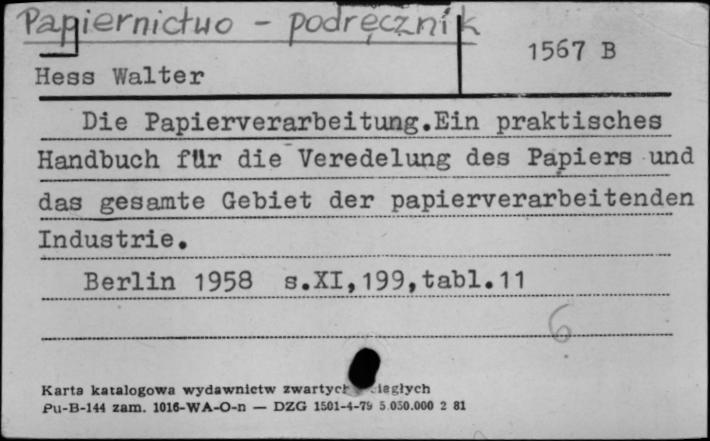 Papiernictwo - podręcznik
1567 B
Hess Walter
Die Papierverarbeitung.Ein praktisches
Handbuch für die Veredelung des Papiers und
das gesamte Gebiet der papierverarbeitenden
Industrie.
Berlin 1958 s.XI,199,tabl.11
6
Karta katalogowa wydawnictw zwartych ciągłych
Pu-B-144 zam. 1016-WA-O-n — DZG 1501-4-79 5.050.000 2 81